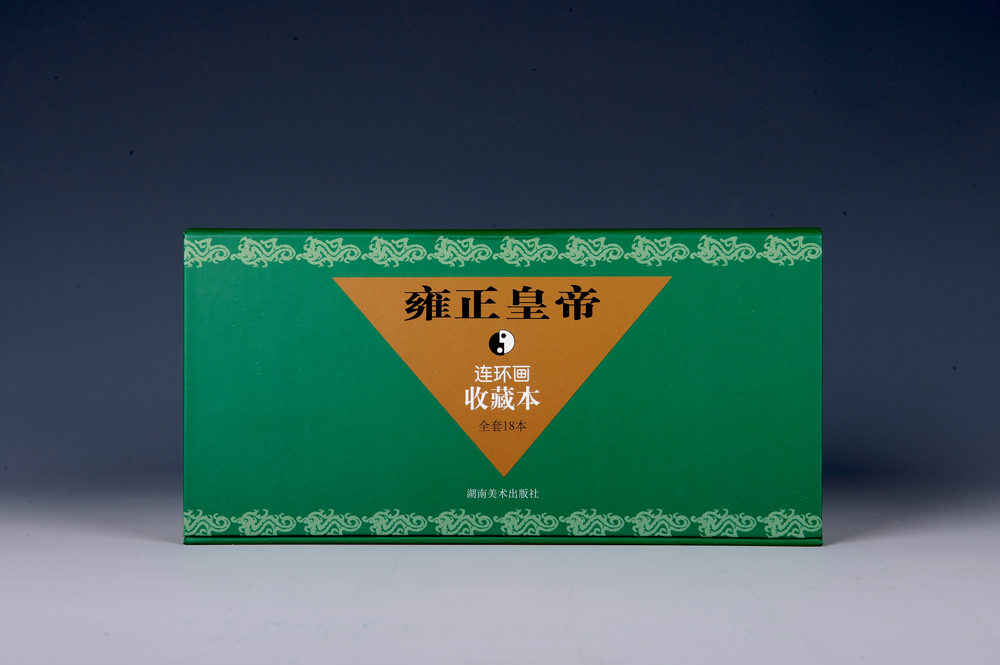 雍正皇帝
连环画
收藏本
全套18本
湖南美术出版社